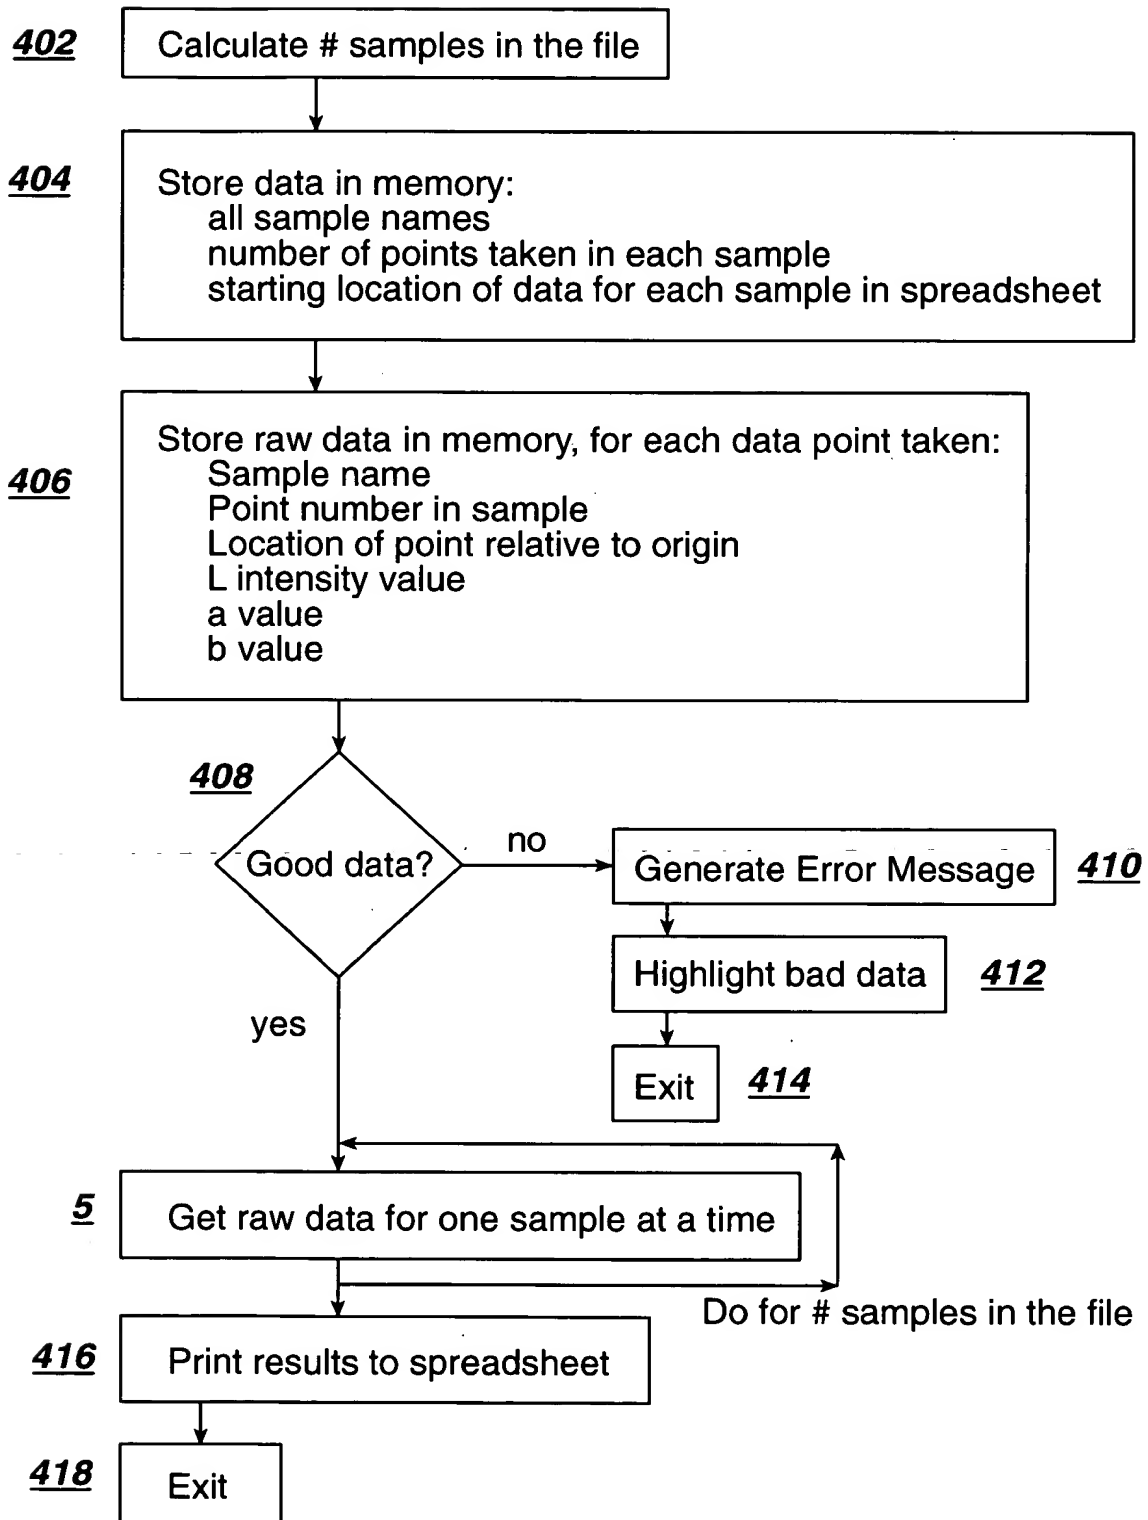 402
Calculate # samples in the file
404
Store data in memory:
all sample names
number of points taken in each sample
starting location of data for each sample in spreadsheet
406
Store raw data in memory, for each data point taken:
Sample name
Point number in sample
Location of point relative to origin
L intensity value
a value
b value
408
Good data?
no
Generate Error Message
410
Highlight bad data
412
yes
Exit
414
5
Get raw data for one sample at a time
Do for # samples in the file
416
Print results to spreadsheet
418
Exit